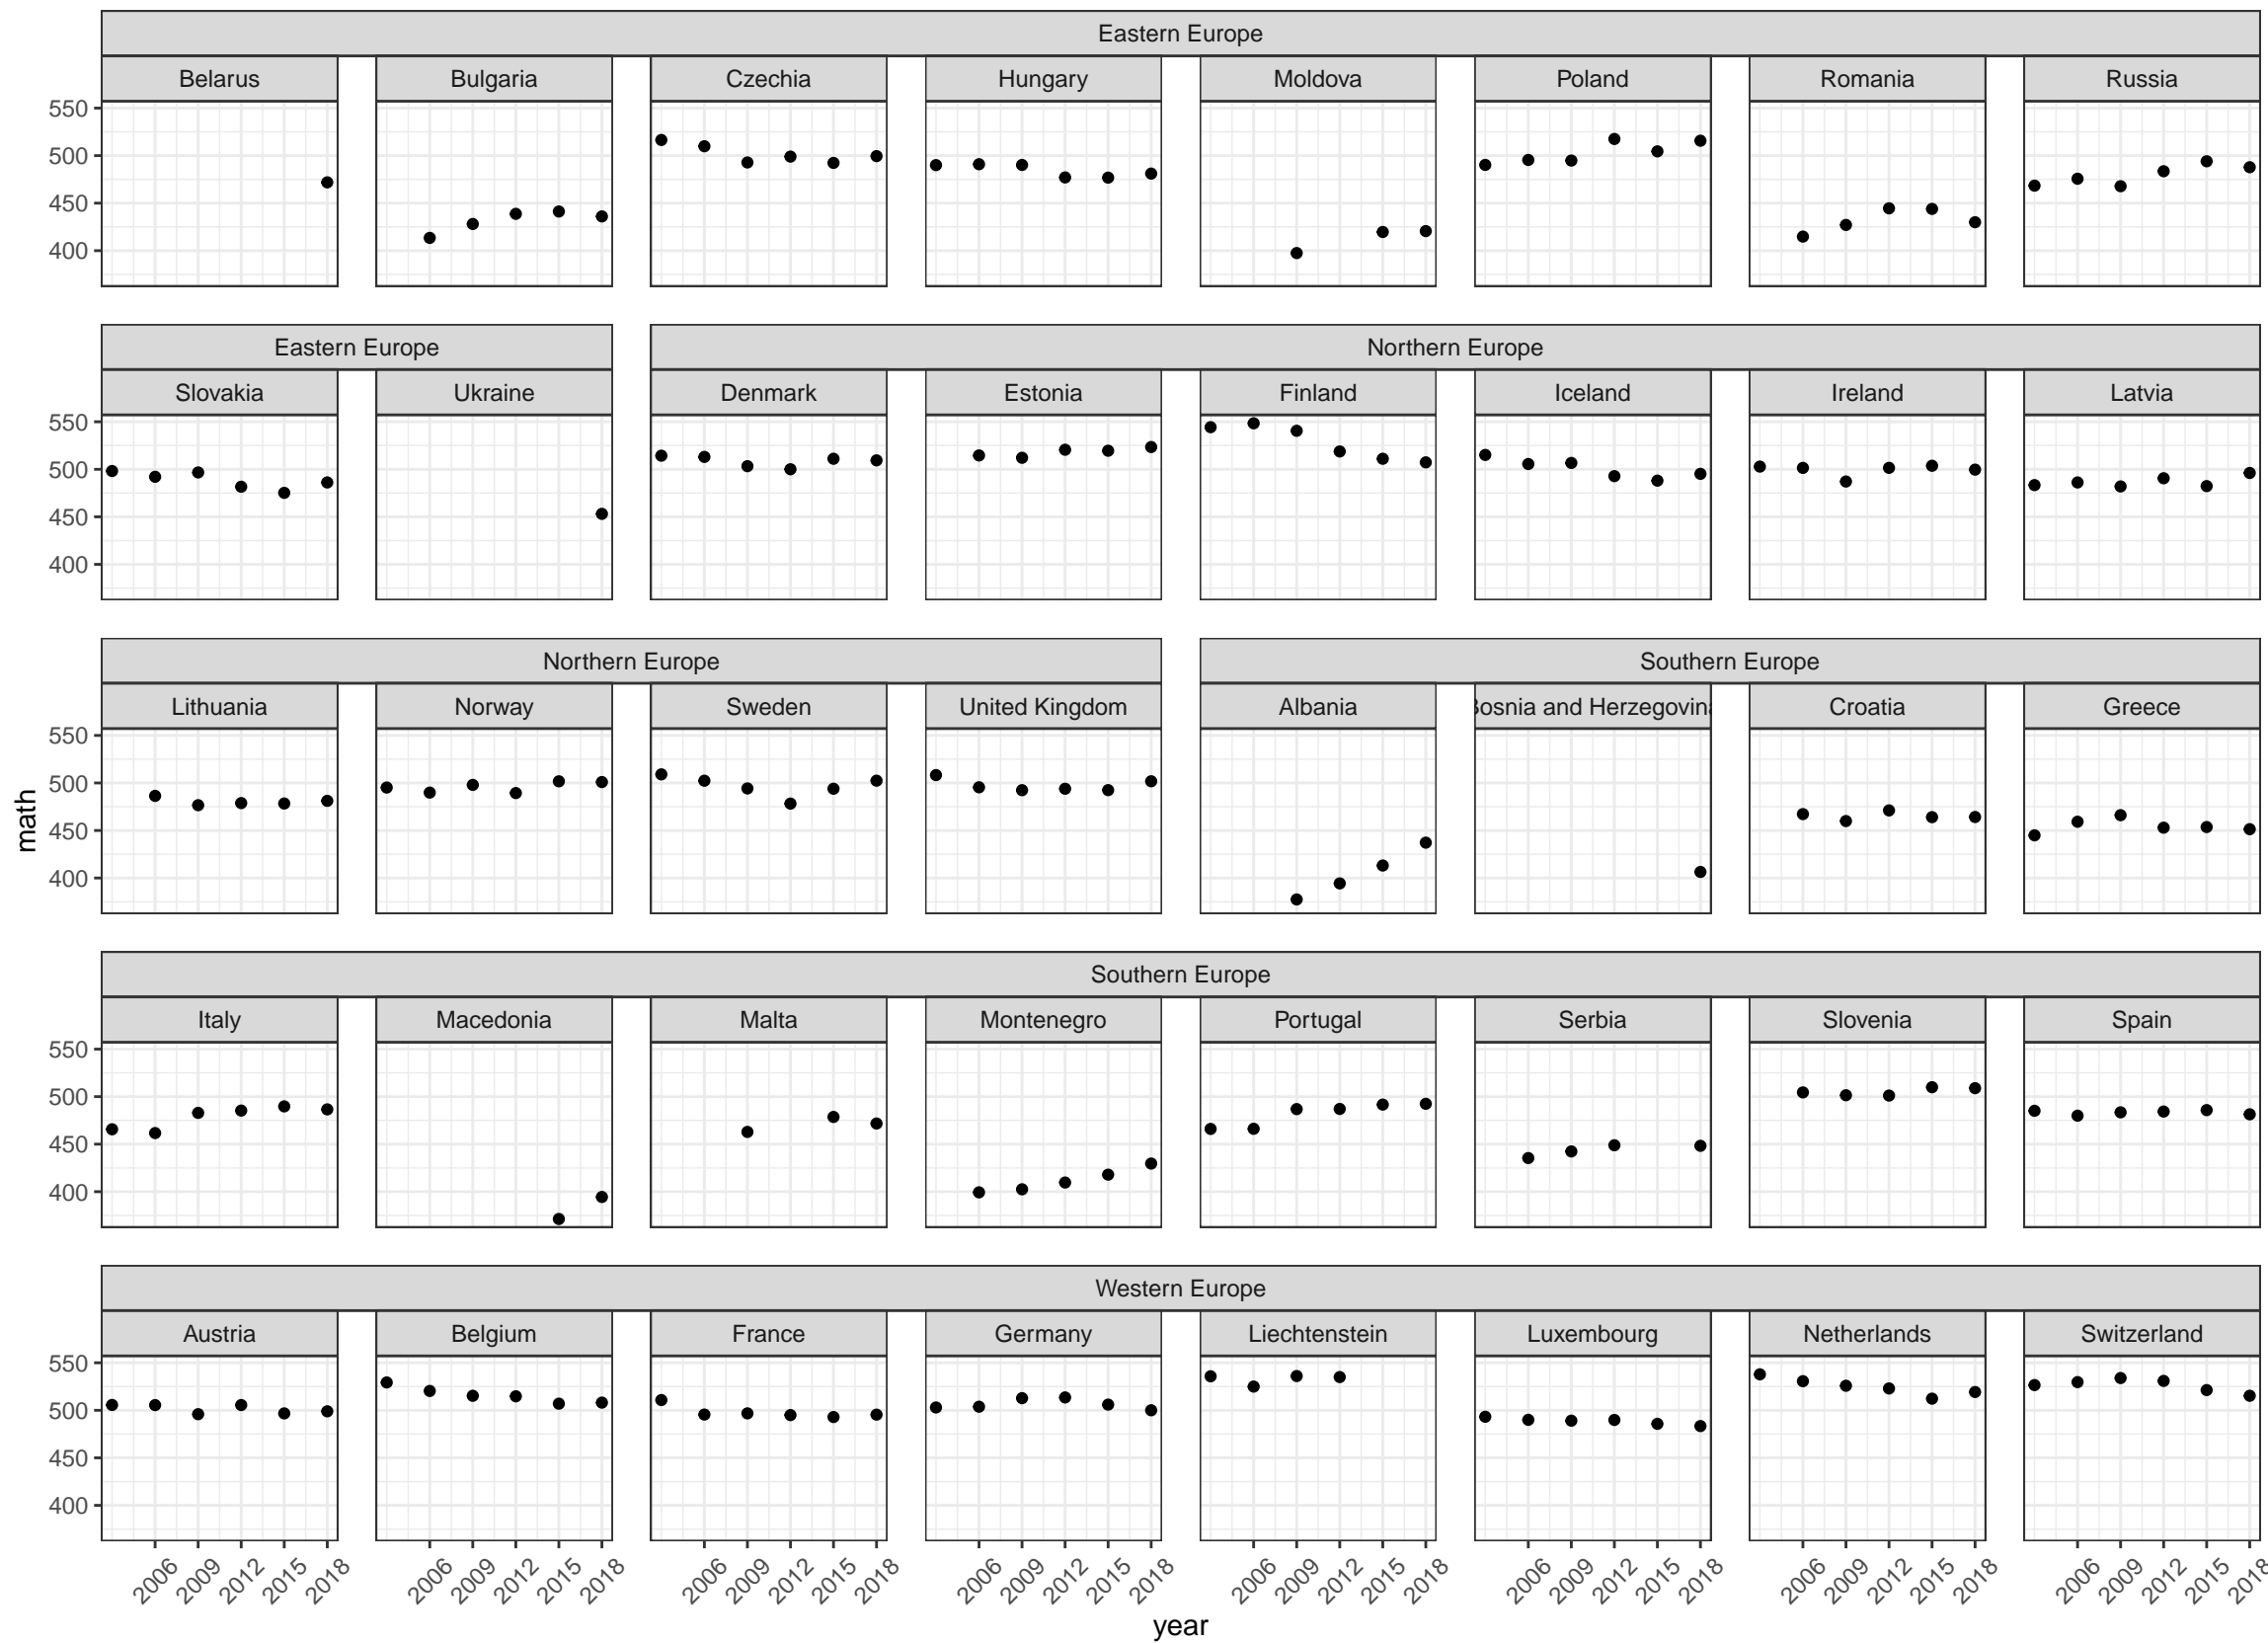 Eastern Europe
Belarus Bulgaria Czechia Hungary Moldova Poland Romania Russia
550
500
450
400
Eastern Europe Northern Europe
Slovakia Ukraine Denmark Estonia Finland Iceland Ireland Latvia
550
500
450
400
Northern Europe Southern Europe
Lithuania Norway Sweden United Kingdom Albania Bosnia and Herzegovina Croatia Greece
550
500
450
400
math
Southern Europe
Italy Macedonia Malta Montenegro Portugal Serbia Slovenia Spain
550
500
450
400
Western Europe
Austria Belgium France Germany Liechtenstein Luxembourg Netherlands Switzerland
550
500
450
400
2006 2009 2012 2015 2018 2006 2009 2012 2015 2018 2006 2009 2012 2015 2018 2006 2009 2012 2015 2018 2006 2009 2012 2015 2018 2006 2009 2012 2015 2018 2006 2009 2012 2015 2018 2006 2009 2012 2015 2018
year